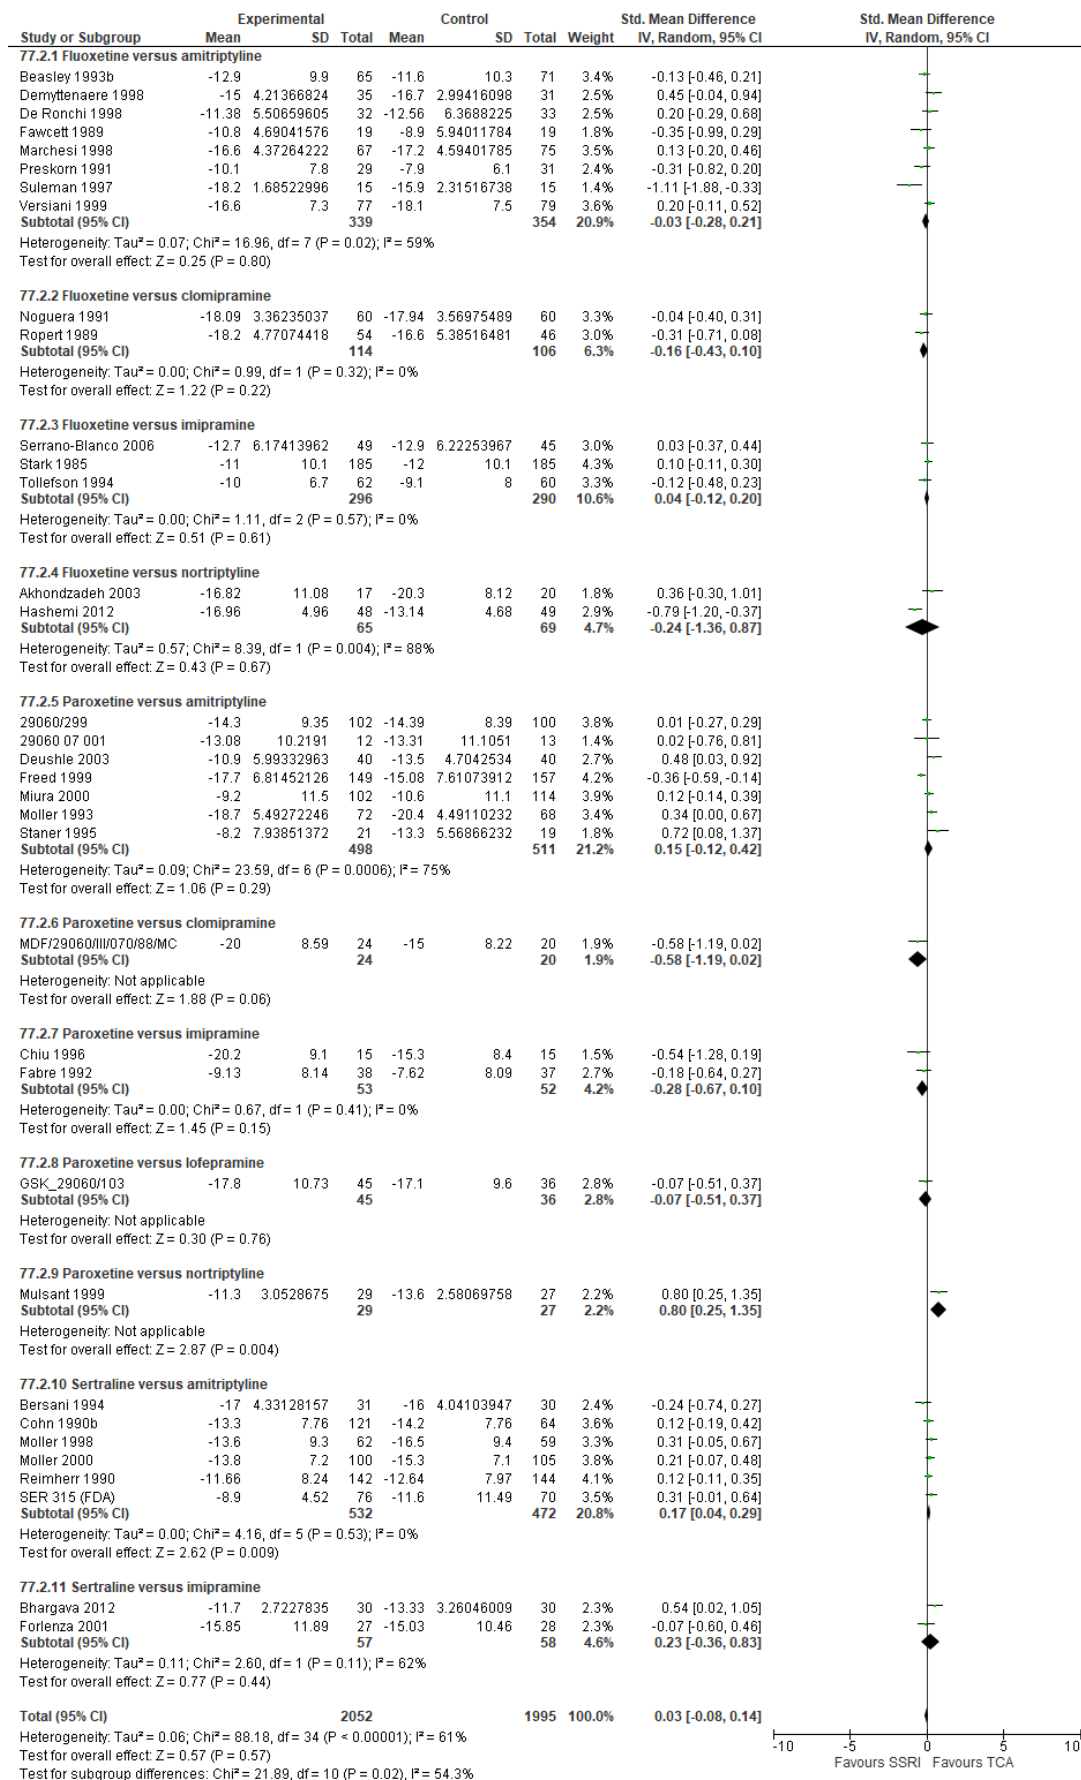 Experimental Control Std. Mean Difference Std. Mean Difference
Study or Subgroup Mean SD Total Mean SD Total Weight IV, Random, 95% CI IV, Random, 95% CI
77.2.1 Fluoxetine versus amitriptyline
Beasley 1993b -12.9 9.9 65 -11.6 10.3 71 3.4% -0.13 [-0.46, 0.21]
Demyttenaere 1998 -15 4.21366824 35 -16.7 2.99416098 31 2.5% 0.45 [-0.04, 0.94]
De Ronchi 1998 -11.38 5.50659605 32 -12.56 6.3688225 33 2.5% 0.20 [-0.29, 0.68]
Fawcett 1989 -10.8 4.69041576 19 -8.9 5.94011784 19 1.8% -0.35 [-0.99, 0.29]
Marchesi 1998 -16.6 4.37264222 67 -17.2 4.59401785 75 3.4% 0.13 [-0.20, 0.46]
Preskorn 1991 -10.1 7.8 29 -7.9 6.1 31 2.4% -0.31 [-0.82, 0.20]
Suleman 1997 -18.2 1.68522996 15 -15.9 2.31516738 15 1.4% -1.11 [-1.88, -0.33]
Versiani 1999 -16.6 7.3 77 -18.1 7.5 79 3.5% 0.20 [-0.11, 0.52]
Subtotal (95% CI) 339 354 20.9% -0.03 [-0.28, 0.21]
Heterogeneity: Tau² = 0.07; Chi² = 16.96, df = 7 (P = 0.02); I² = 59%
Test for overall effect: Z = 0.25 (P = 0.80)
77.2.2 Fluoxetine versus clomipramine
Noguera 1991 -18.09 3.36235037 60 -17.94 3.56975489 60 3.3% -0.04 [-0.40, 0.31]
Ropert 1989 -18.2 4.77074418 54 -16.6 5.38516481 46 3.0% -0.31 [-0.71, 0.08]
Subtotal (95% CI) 114 106 6.3% -0.16 [-0.43, 0.10]
Heterogeneity: Tau² = 0.00; Chi² = 0.99, df = 1 (P = 0.32); I² = 0%
Test for overall effect: Z = 1.22 (P = 0.22)
77.2.3 Fluoxetine versus imipramine
Serrano-Blanco 2006 -12.7 6.17413962 49 -12.9 6.22253967 45 3.0% 0.03 [-0.37, 0.44]
Stark 1985 -11 10.1 185 -12 10.1 185 4.3% 0.10 [-0.11, 0.30]
Tollefson 1994 -10 6.7 62 -9.1 8 60 3.3% -0.12 [-0.48, 0.23]
Subtotal (95% CI) 296 290 10.6% 0.04 [-0.12, 0.20]
Heterogeneity: Tau² = 0.00; Chi² = 1.11, df = 2 (P = 0.57); I² = 0%
Test for overall effect: Z = 0.51 (P = 0.61)
77.2.4 Fluoxetine versus nortriptyline
Akhondzadeh 2003 -16.82 11.08 17 -20.3 8.12 20 1.8% 0.36 [-0.30, 1.01]
Hashemi 2012 -16.96 4.96 48 -13.14 4.68 49 2.9% -0.79 [-1.20, -0.37]
Subtotal (95% CI) 65 69 4.7% -0.24 [-1.36, 0.87]
Heterogeneity: Tau² = 0.57; Chi² = 8.39, df = 1 (P = 0.004); I² = 88%
Test for overall effect: Z = 0.43 (P = 0.67)
77.2.5 Paroxetine versus amitriptyline
29060/299 -14.3 9.35 102 -14.39 8.39 100 3.8% 0.01 [-0.27, 0.29]
29060 07 001 -13.08 10.2191 12 -13.31 11.1051 13 1.4% 0.02 [-0.76, 0.81]
Deushle 2003 -10.9 5.99332963 40 -13.5 4.7042534 40 2.7% 0.48 [0.03, 0.92]
Freed 1999 -17.7 6.81452126 149 -15.08 7.61073912 157 4.2% -0.36 [-0.59, -0.14]
Miura 2000 -9.2 11.5 102 -10.6 11.1 114 3.9% 0.12 [-0.14, 0.39]
Moller 1993 -18.7 5.49272246 72 -20.4 4.49110232 68 3.4% 0.34 [0.00, 0.67]
Staner 1995 -8.2 7.93851372 21 -13.3 5.56866232 19 1.8% 0.72 [0.08, 1.37]
Subtotal (95% CI) 498 511 21.2% 0.15 [-0.12, 0.42]
Heterogeneity: Tau² = 0.09; Chi² = 23.59, df = 6 (P = 0.0006); I² = 75%
Test for overall effect: Z = 1.06 (P = 0.29)
77.2.6 Paroxetine versus clomipramine
MDF/29060/III/070/88/MC -20 8.59 24 -15 8.22 20 1.9% -0.58 [-1.19, 0.02]
Subtotal (95% CI) 24 20 1.9% -0.58 [-1.19, 0.02]
Heterogeneity: Not applicable
Test for overall effect: Z = 1.88 (P = 0.06)
77.2.7 Paroxetine versus imipramine
Chiu 1996 -20.2 9.1 15 -15.3 8.4 15 1.5% -0.54 [-1.28, 0.19]
Fabre 1992 -9.13 8.14 38 -7.62 8.09 37 2.7% -0.18 [-0.64, 0.27]
Subtotal (95% CI) 53 52 4.2% -0.28 [-0.67, 0.10]
Heterogeneity: Tau² = 0.00; Chi² = 0.67, df = 1 (P = 0.41); I² = 0%
Test for overall effect: Z = 1.45 (P = 0.15)
77.2.8 Paroxetine versus lofepramine
GSK_29060/103 -17.8 10.73 45 -17.1 9.6 36 2.8% -0.07 [-0.51, 0.37]
Subtotal (95% CI) 45 36 2.8% -0.07 [-0.51, 0.37]
Heterogeneity: Not applicable
Test for overall effect: Z = 0.30 (P = 0.76)
77.2.9 Paroxetine versus nortriptyline
Mulsant 1999 -11.3 3.0528675 29 -13.6 2.58069758 27 2.2% 0.80 [0.25, 1.35]
Subtotal (95% CI) 29 27 2.2% 0.80 [0.25, 1.35]
Heterogeneity: Not applicable
Test for overall effect: Z = 2.87 (P = 0.004)
77.2.10 Sertraline versus amitriptyline
Bersani 1994 -17 4.33128157 31 -16 4.04103947 30 2.4% -0.24 [-0.74, 0.27]
Cohn 1990b -13.3 7.76 121 -14.2 7.76 64 3.6% 0.12 [-0.19, 0.42]
Moller 1998 -13.6 9.3 62 -16.5 9.4 59 3.3% 0.31 [-0.05, 0.67]
Moller 2000 -13.8 7.2 100 -15.3 7.1 105 3.8% 0.21 [-0.07, 0.48]
Reimherr 1990 -11.66 8.24 142 -12.64 7.97 144 4.1% 0.12 [-0.11, 0.35]
SER 315 (FDA) -8.9 4.52 76 -11.6 11.49 70 3.5% 0.31 [-0.01, 0.64]
Subtotal (95% CI) 532 472 20.8% 0.17 [0.04, 0.29]
Heterogeneity: Tau² = 0.00; Chi² = 4.16, df = 5 (P = 0.53); I² = 0%
Test for overall effect: Z = 2.62 (P = 0.009)
77.2.11 Sertraline versus imipramine
Bhargava 2012 -11.7 2.7227835 30 -13.33 3.26046009 30 2.3% 0.54 [0.02, 1.05]
Forlenza 2001 -15.85 11.89 27 -15.03 10.46 28 2.3% -0.07 [-0.60, 0.46]
Subtotal (95% CI) 57 58 4.6% 0.23 [-0.36, 0.83]
Heterogeneity: Tau² = 0.11; Chi² = 2.60, df = 1 (P = 0.11); I² = 62%
Test for overall effect: Z = 0.77 (P = 0.44)
Total (95% CI) 2052 1995 100.0% 0.03 [-0.08, 0.14]
Heterogeneity: Tau² = 0.06; Chi² = 88.18, df = 34 (P < 0.00001); I² = 61%
Test for overall effect: Z = 0.57 (P = 0.57)
Test for subgroup differences: Chi² = 21.89, df = 10 (P = 0.02), I² = 54.3%
-10 -5 0 5 10
Favours SSRI Favours TCA